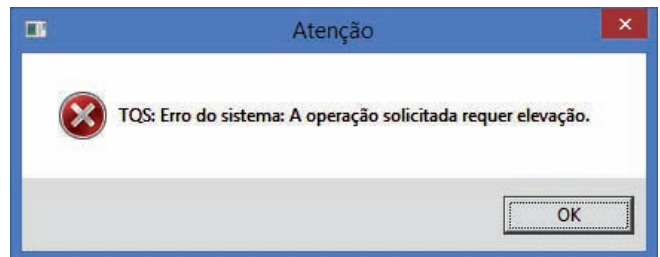 Atenção
TQS: Erro do sistema: A operação solicitada requer elevação.
OK